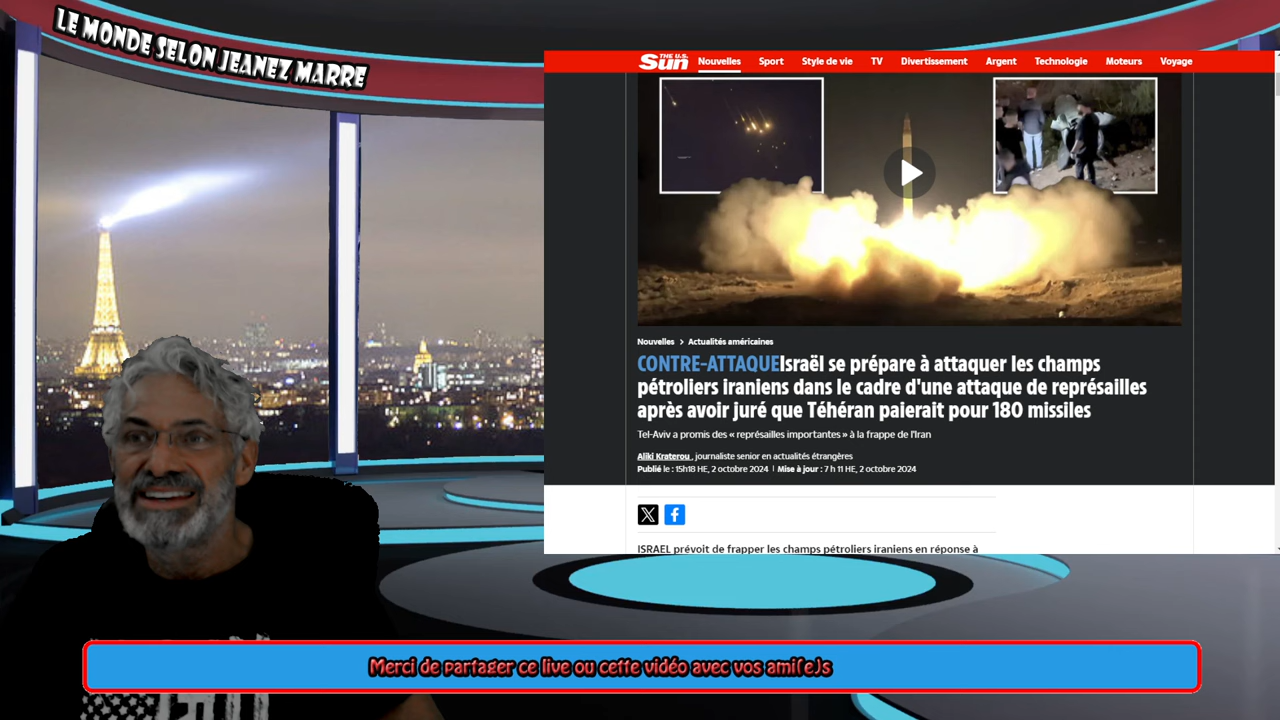 LE MONDE SELON JEANEZ MARRE
THE U.S. Sun Nouvelles Sport Style de vie TV Divertissement Argent Technologie Moteurs Voyage
Nouvelles > Actualités américaines
CONTRE-ATTAQUEIsraël se prépare à attaquer les champs
pétroliers iraniens dans le cadre d'une attaque de représailles
après avoir juré que Téhéran paierait pour 180 missiles
Tel-Aviv a promis des « représailles importantes » à la frappe de l'Iran
Aliki Kraterou , journaliste senior en actualités étrangères
Publié le : 15h18 HE, 2 octobre 2024 | Mise à jour : 7 h 11 HE, 2 octobre 2024
ISRAEL prévoit de frapper les champs pétroliers iraniens en réponse à
Merci de partager ce live ou cette vidéo avec vos ami(e)s